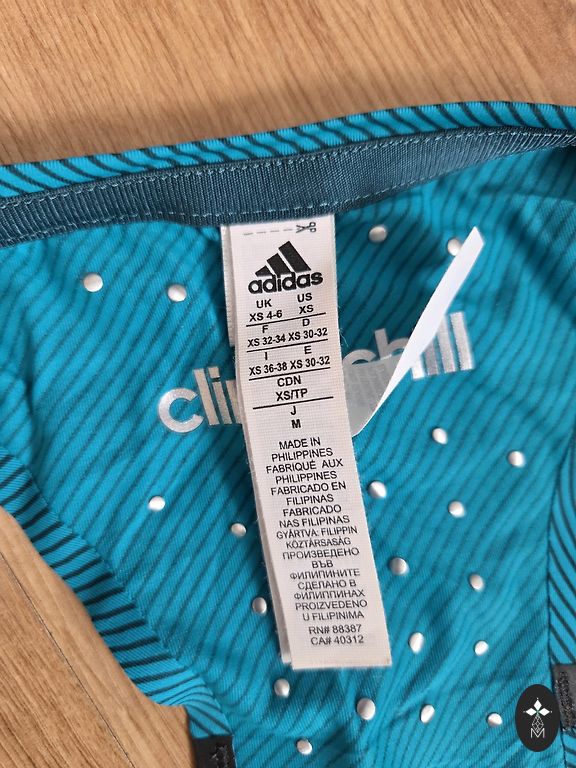 adidas
UK US
XS 4-6 XS
F D
XS 32-34 XS 30-32
I E
XS 36-38 XS 30-32
CDN
XS/TP
J
M
MADE IN
PHILIPPINES
FABRIQUÉ AUX
PHILIPPINES
FABRICADO EN
FILIPINAS
FABRICADO
NAS FILIPINAS
GYÁRTVA: FILIPPIN
KÖZTÁRSASÁG
ПРОИЗВЕДЕНО
ВЪВ
ФИЛИПИНИТЕ
СДЕЛАНО В
ФИЛИППИНАХ
PROIZVEDENO
U FILIPINIMA
RN# 88387
CA# 40312
M